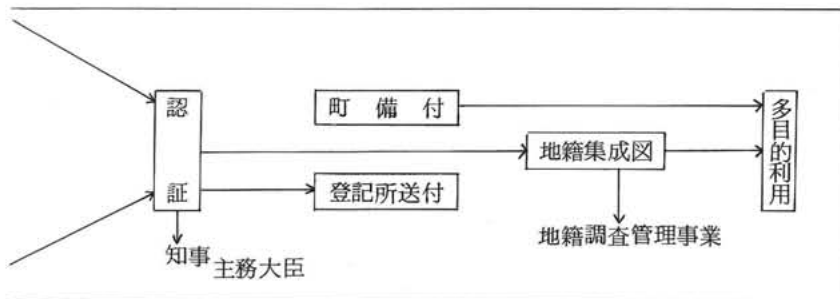 認証
町備付
多目的利用
地籍集成図
登記所送付
地籍調査管理事業
知事
主務大臣